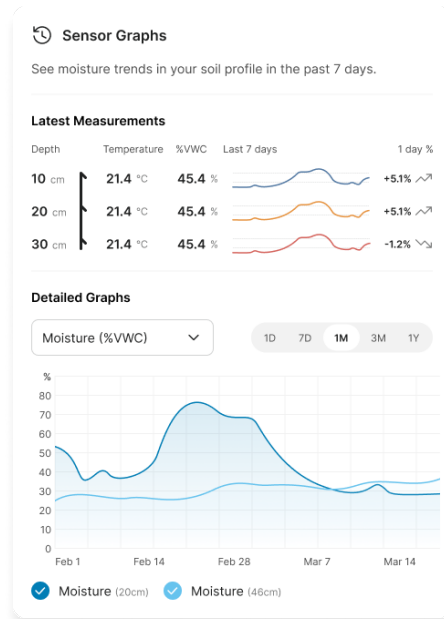 Sensor Graphs
See moisture trends in your soil profile in the past 7 days.
Latest Measurements
Depth Temperature %VWC Last 7 days 1 day %
10 cm 21.4 °C 45.4 % +5.1%
20 cm 21.4 °C 45.4 % +5.1%
30 cm 21.4 °C 45.4 % -1.2%
Detailed Graphs
Moisture (%VWC) 1D 7D 1M 3M 1Y
%
80
70
60
50
40
30
20
10
0
Feb 1 Feb 14 Feb 28 Mar 7 Mar 14
Moisture (20cm) Moisture (46cm)